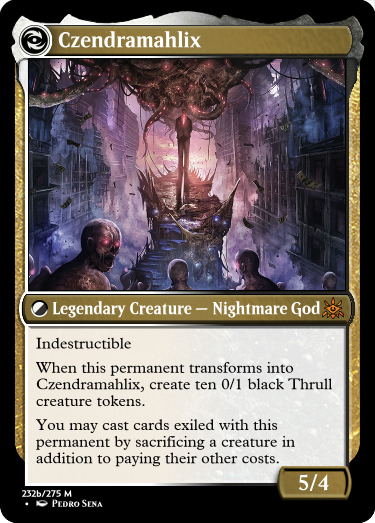 Czendramahlix
Legendary Creature — Nightmare God
Indestructible
When this permanent transforms into
Czendramahlix, create ten 0/1 black Thrull
creature tokens.
You may cast cards exiled with this
permanent by sacrificing a creature in
addition to paying their other costs.
5/4
232b/275 M
• Pedro Sena